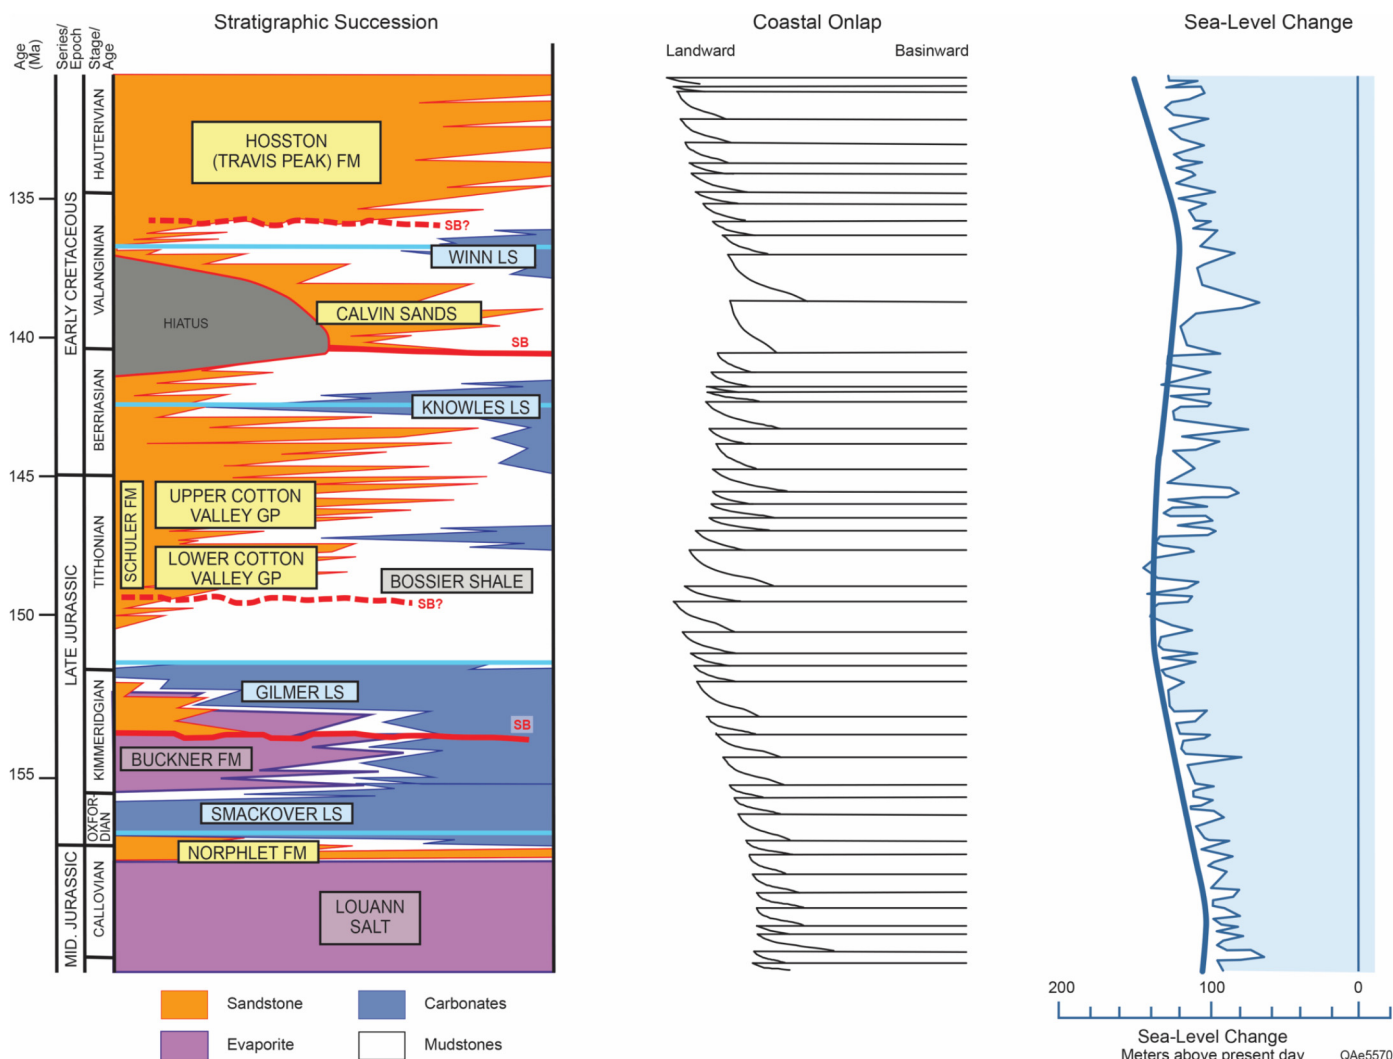 Stratigraphic Succession
Coastal Onlap
Sea-Level Change
Age
(Ma)
Series/
Epoch
Stage/
Age
Landward
Basinward
135
140
145
150
155
EARLY CRETACEOUS
LATE JURASSIC
MID. JURASSIC
HAUTERIVIAN
VALANGINIAN
BERRIASIAN
TITHONIAN
KIMMERIDGIAN
OXFOR-
DIAN
CALLOVIAN
HOSSTON
(TRAVIS PEAK) FM
SB?
WINN LS
HIATUS
CALVIN SANDS
SB
KNOWLES LS
SCHULER FM
UPPER COTTON
VALLEY GP
LOWER COTTON
VALLEY GP
BOSSIER SHALE
SB?
GILMER LS
SB
BUCKNER FM
SMACKOVER LS
NORPHLET FM
LOUANN
SALT
Sandstone
Carbonates
Evaporite
Mudstones
200
100
0
Sea-Level Change
Meters above present day
QAe5570